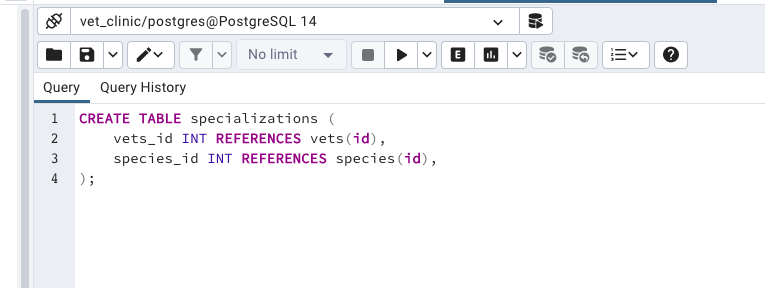 vet_clinic/postgres@PostgreSQL 14
No limit
E
Query Query History
1 CREATE TABLE specializations (
2 vets_id INT REFERENCES vets(id),
3 species_id INT REFERENCES species(id),
4 );